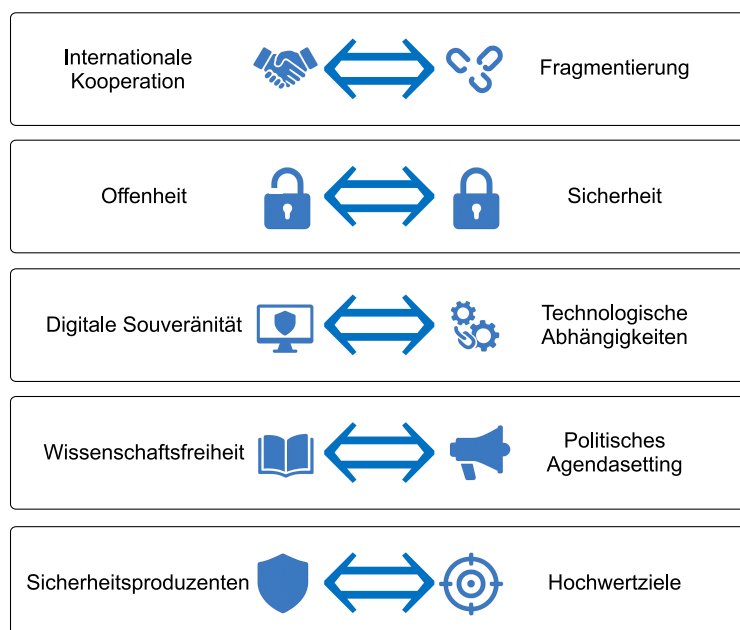 Internationale
Kooperation
Fragmentierung
Offenheit
Sicherheit
Digitale Souveränität
Technologische
Abhängigkeiten
Wissenschaftsfreiheit
Politisches
Agendasetting
Sicherheitsproduzenten
Hochwertziele